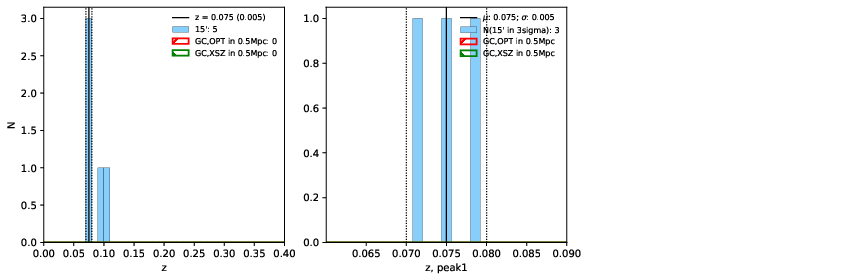 z = 0.075 (0.005)
15': 5
GC,OPT in 0.5Mpc: 0
GC,XSZ in 0.5Mpc: 0
N
3.0
2.5
2.0
1.5
1.0
0.5
0.0
0.00 0.05 0.10 0.15 0.20 0.25 0.30 0.35 0.40
z
μ: 0.075; σ: 0.005
N(15' in 3sigma): 3
GC,OPT in 0.5Mpc
GC,XSZ in 0.5Mpc
1.0
0.8
0.6
0.4
0.2
0.0
0.065 0.070 0.075 0.080 0.085 0.090
z, peak1